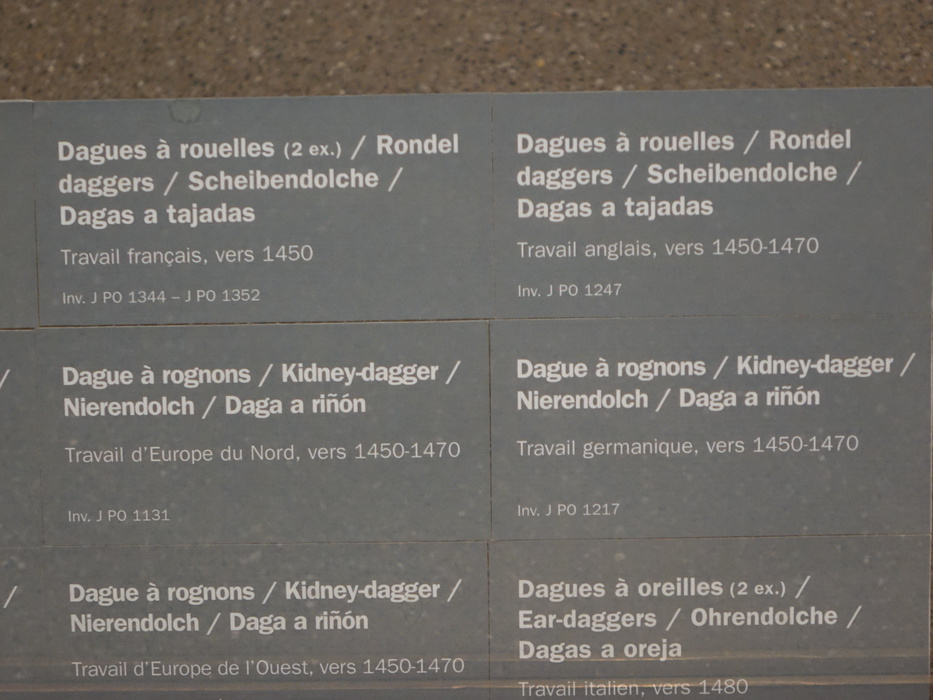 Dagues à rouelles (2 ex.) / Rondel
daggers / Scheibendolche /
Dagas a tajadas
Travail français, vers 1450
Inv. J PO 1344 – J PO 1352
Dagues à rouelles / Rondel
daggers / Scheibendolche /
Dagas a tajadas
Travail anglais, vers 1450-1470
Inv. J PO 1247
/
Dague à rognons / Kidney-dagger /
Nierendolch / Daga a riñón
Travail d'Europe du Nord, vers 1450-1470
Inv. J PO 1131
Dague à rognons / Kidney-dagger /
Nierendolch / Daga a riñón
Travail germanique, vers 1450-1470
Inv. J PO 1217
/
Dague à rognons / Kidney-dagger /
Nierendolch / Daga a riñón
Travail d'Europe de l'Ouest, vers 1450-1470
Dagues à oreilles (2 ex.) /
Ear-daggers / Ohrendolche /
Dagas a oreja
Travail italien, vers 1480